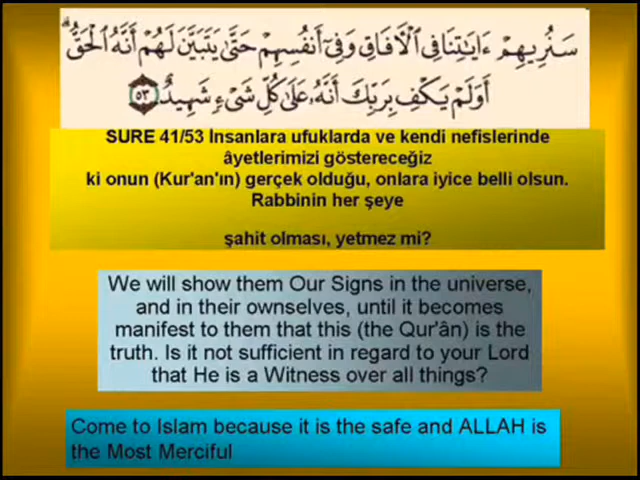 سَنُرِيهِمْ ءَايَٰتِنَا فِى ٱلْءَافَاقِ وَفِىٓ أَنفُسِهِمْ حَتَّىٰ يَتَبَيَّنَ لَهُمْ أَنَّهُ ٱلْحَقُّ ۗ
أَوَلَمْ يَكْفِ بِرَبِّكَ أَنَّهُۥ عَلَىٰ كُلِّ شَىْءٍ شَهِيدٌ ٥٣
SURE 41/53 İnsanlara ufuklarda ve kendi nefislerinde
âyetlerimizi göstereceğiz
ki onun (Kur'an'ın) gerçek olduğu, onlara iyice belli olsun.
Rabbinin her şeye
şahit olması, yetmez mi?
We will show them Our Signs in the universe,
and in their ownselves, until it becomes
manifest to them that this (the Qur'ân) is the
truth. Is it not sufficient in regard to your Lord
that He is a Witness over all things?
Come to Islam because it is the safe and ALLAH is
the Most Merciful